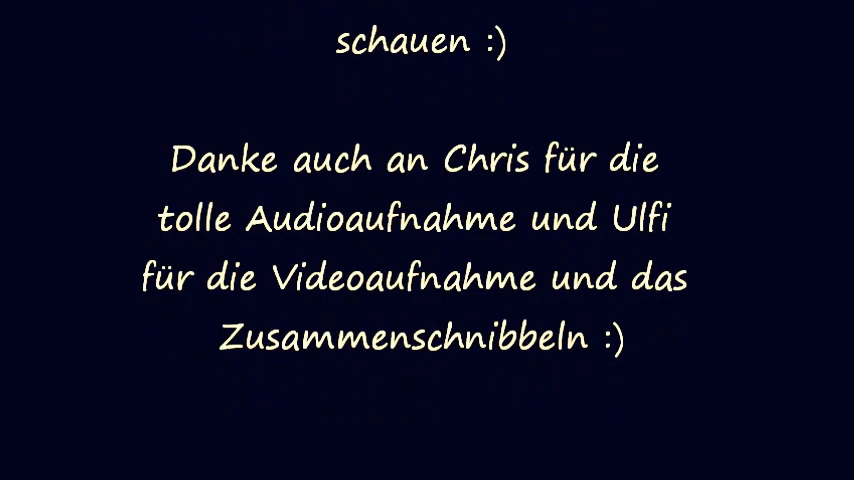 schauen :)
Danke auch an Chris für die
tolle Audioaufnahme und Ulfi
für die Videoaufnahme und das
Zusammenschnibbeln :)